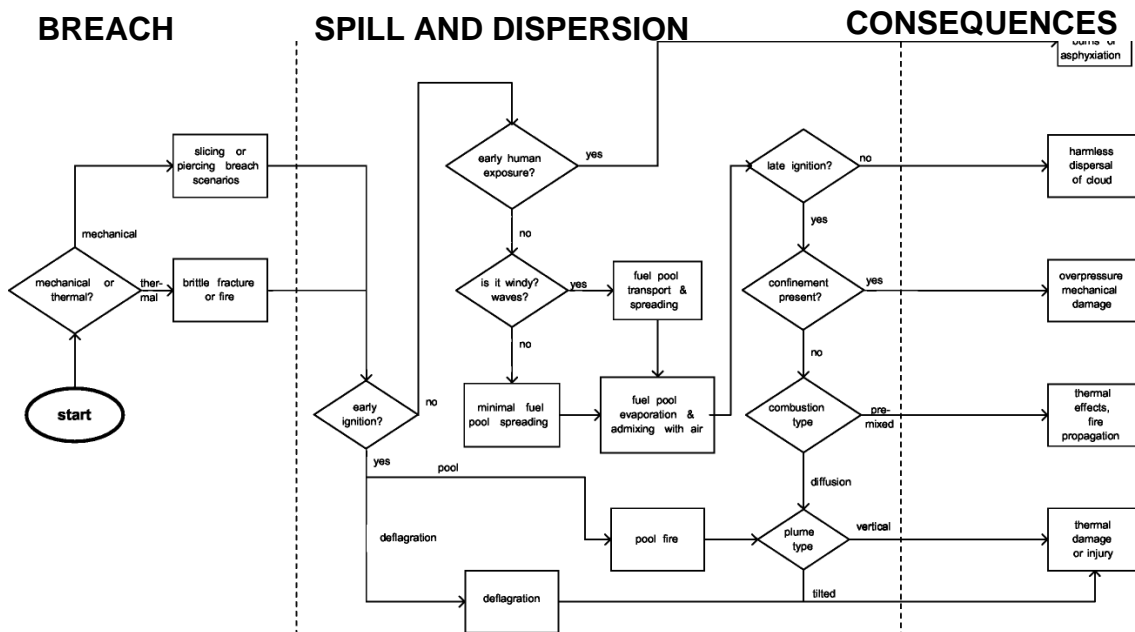 BREACH
SPILL AND DISPERSION
CONSEQUENCES
asphyxiation
slicing or
piercing breach
scenarios
mechanical
mechanical or
thermal?
ther-
mal
brittle fracture
or fire
start
early
ignition?
no
yes
pool
deflagration
early human
exposure?
yes
no
is it windy?
waves?
yes
no
fuel pool
transport &
spreading
minimal fuel
pool spreading
fuel pool
evaporation &
admixing with air
pool fire
deflagration
late ignition?
no
yes
confinement
present?
yes
no
combustion
type
pre-
mixed
diffusion
plume
type
vertical
tilted
harmless
dispersal
of cloud
overpressure
mechanical
damage
thermal
effects,
fire
propagation
thermal
damage
or injury